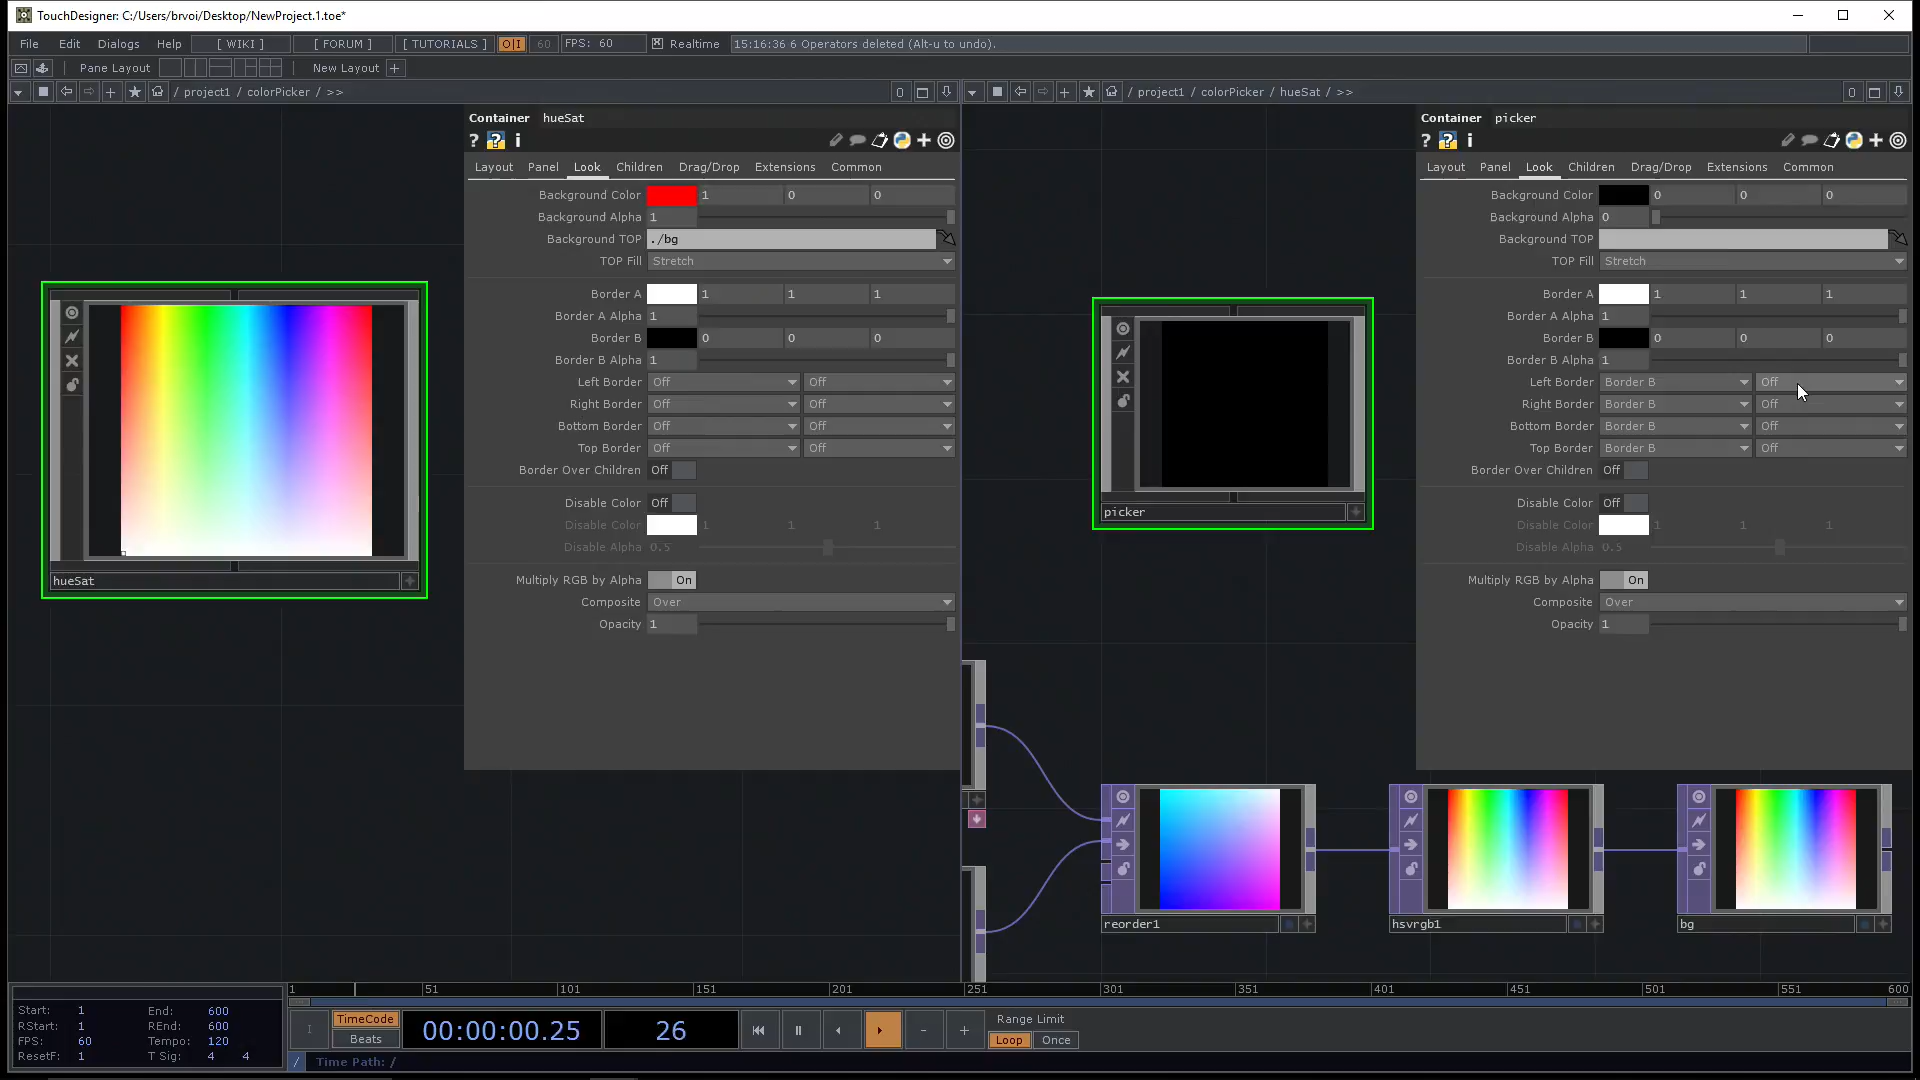 TouchDesigner: C:/Users/brvoi/Desktop/NewProject.1.toe*
File Edit Dialogs Help [ WIKI ] [ FORUM ] [ TUTORIALS ] O|I 60 FPS: 60 Realtime 15:16:36 6 Operators deleted (Alt-u to undo).
Pane Layout New Layout +
/ project1 / colorPicker / >> 0
/ project1 / colorPicker / hueSat / >> 0
Container hueSat
? ? i
Layout Panel Look Children Drag/Drop Extensions Common
Background Color 1 0 0
Background Alpha 1
Background TOP ./bg
TOP Fill Stretch
Border A 1 1 1
Border A Alpha 1
Border B 0 0 0
Border B Alpha 1
Left Border Off Off
Right Border Off Off
Bottom Border Off Off
Top Border Off Off
Border Over Children Off
Disable Color Off
Disable Color 1 1 1
Disable Alpha 0.5
Multiply RGB by Alpha On
Composite Over
Opacity 1
hueSat
Container picker
? ? i
Layout Panel Look Children Drag/Drop Extensions Common
Background Color 0 0 0
Background Alpha 0
Background TOP
TOP Fill Stretch
Border A 1 1 1
Border A Alpha 1
Border B 0 0 0
Border B Alpha 1
Left Border Border B Off
Right Border Border B Off
Bottom Border Border B Off
Top Border Border B Off
Border Over Children Off
Disable Color Off
Disable Color 1 1 1
Disable Alpha 0.5
Multiply RGB by Alpha On
Composite Over
Opacity 1
picker
reorder1 hsvrgb1 bg
1 51 101 151 201 251 301 351 401 451 501 551 600
Start: 1 End: 600
RStart: 1 REnd: 600
FPS: 60 Tempo: 120
ResetF: 1 T Sig: 4 4
TimeCode
Beats
00:00:00.25 26
- +
Range Limit
Loop Once
/ Time Path: /